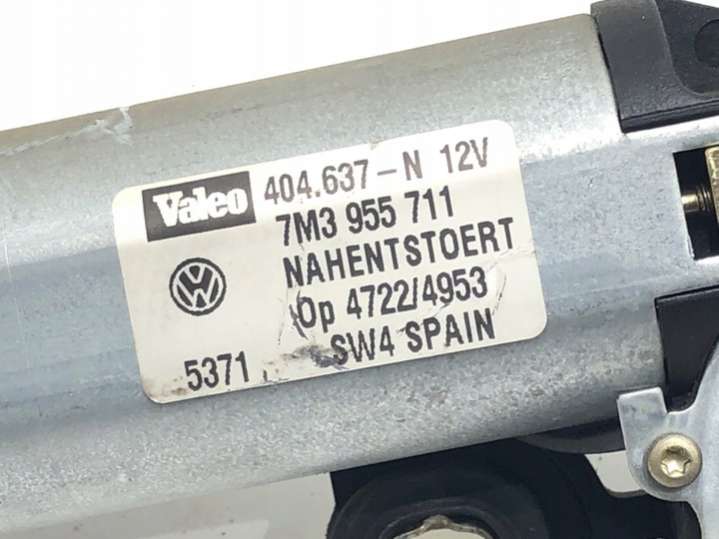 Valeo 404.637-N 12V
7M3 955 711
NAHENTSTOERT
Op 4722/4953
5371 SW4 SPAIN